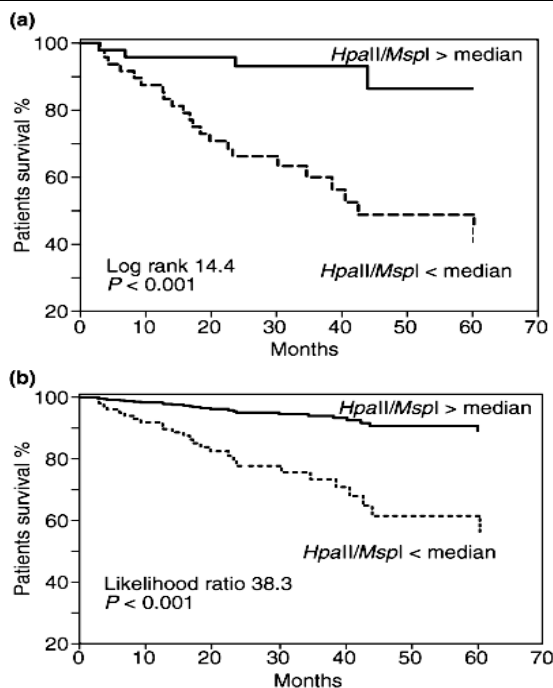 (a)
100
80
60
40
20
Patients survival %
HpaII/MspI > median
HpaII/MspI < median
Log rank 14.4
P < 0.001
0 10 20 30 40 50 60 70
Months
(b)
100
80
60
40
20
Patients survival %
HpaII/MspI > median
HpaII/MspI < median
Likelihood ratio 38.3
P < 0.001
0 10 20 30 40 50 60 70
Months